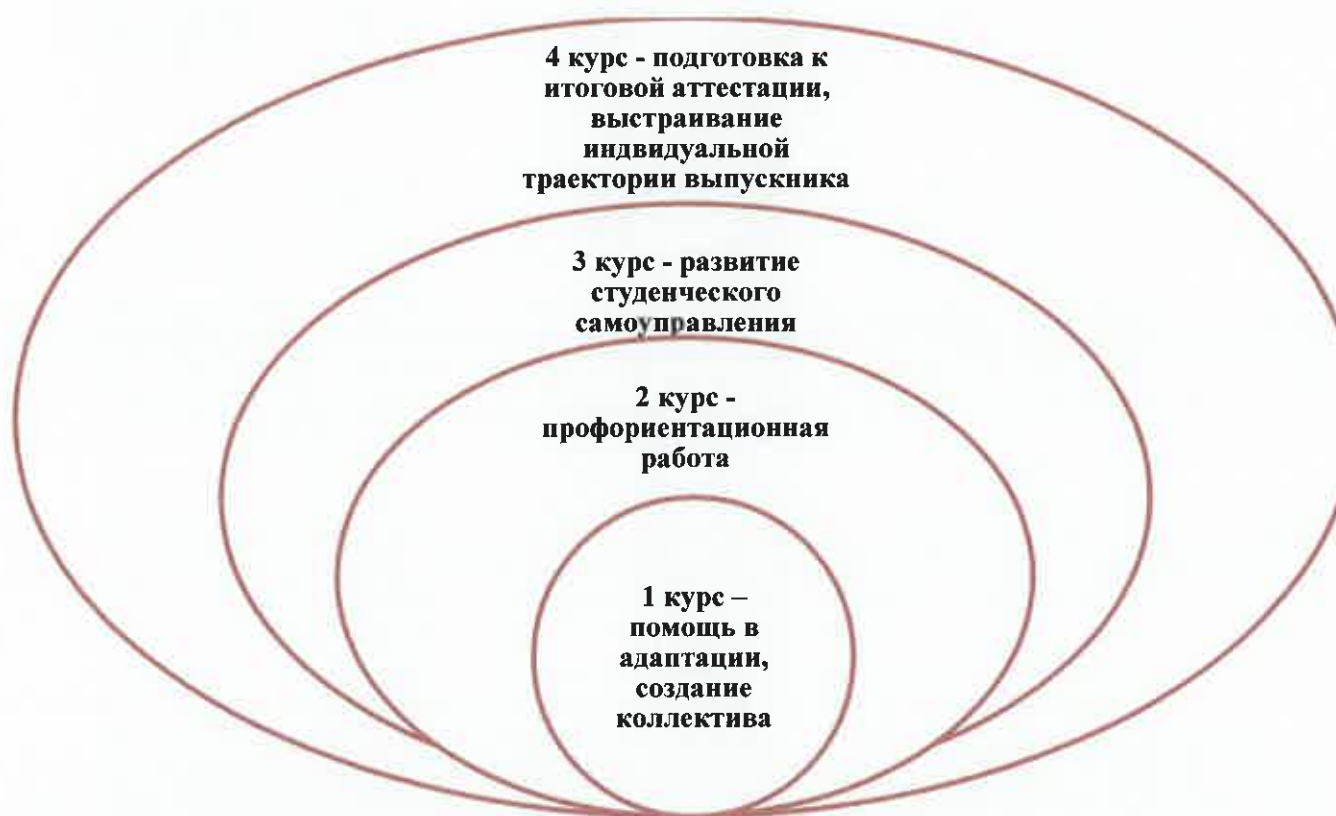 4 курс - подготовка к
итоговой аттестации,
выстраивание
индвидуальной
траектории выпускника
3 курс - развитие
студенческого
самоуправления
2 курс -
профориентационная
работа
1 курс –
помощь в
адаптации,
создание
коллектива